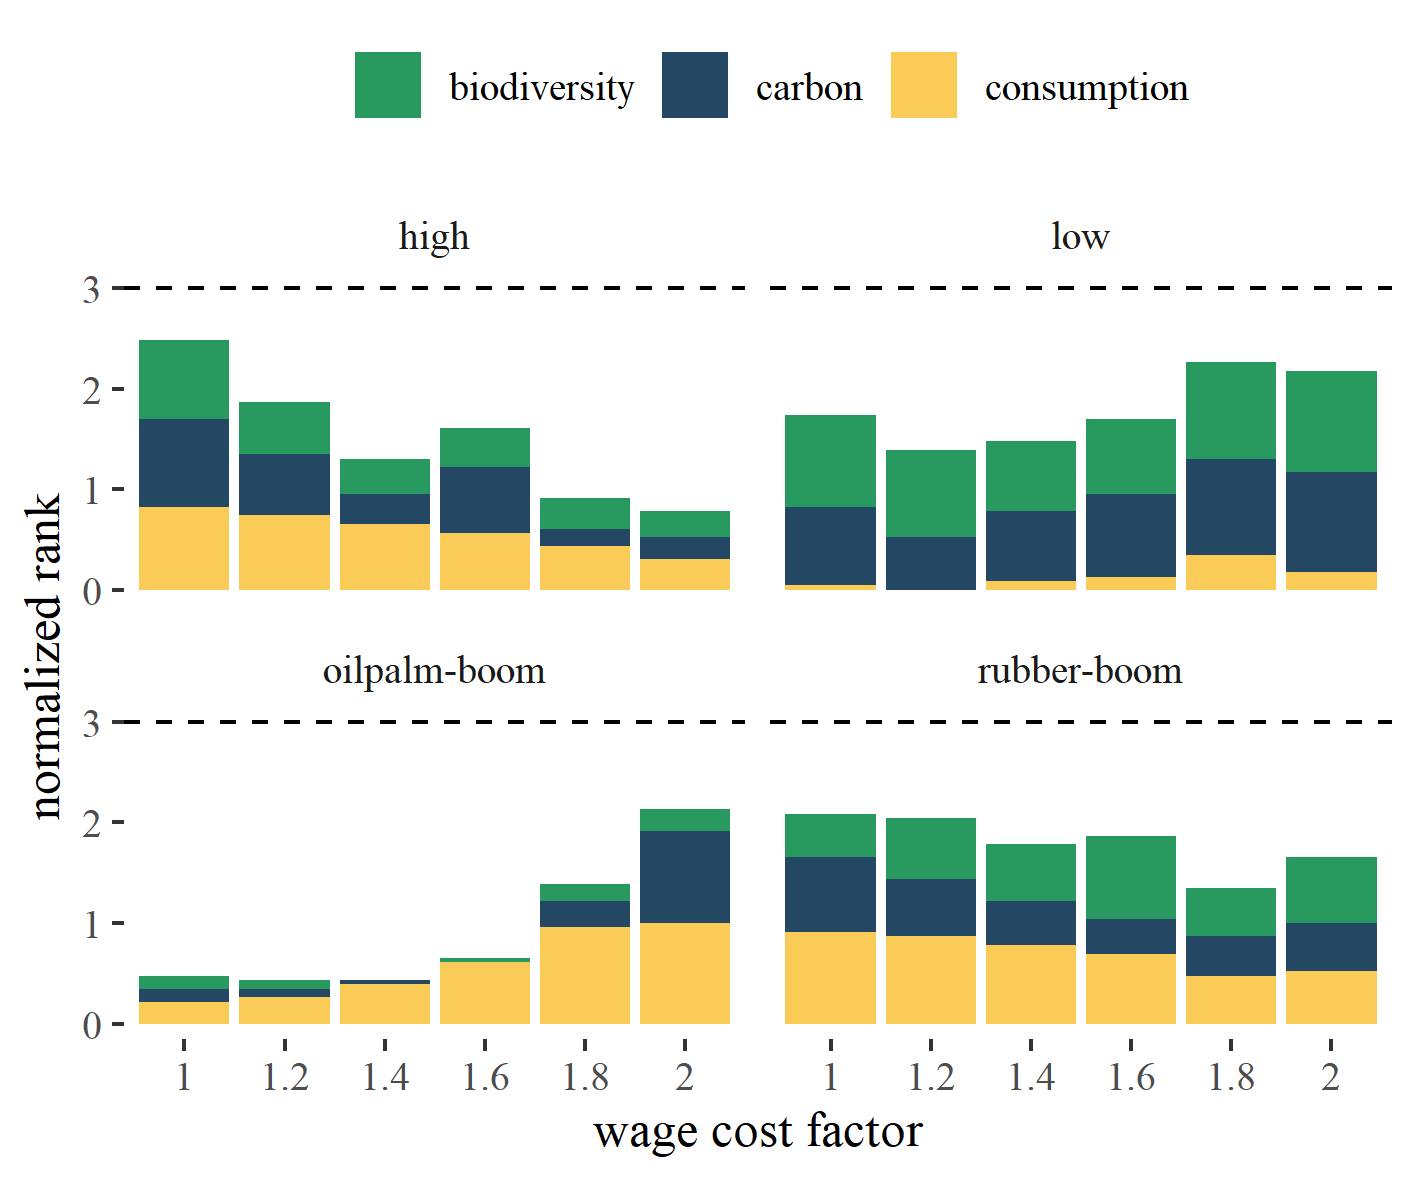 biodiversity carbon consumption
high low
3
2
1
0
normalized rank
oilpalm-boom rubber-boom
3
2
1
0
1 1.2 1.4 1.6 1.8 2 1 1.2 1.4 1.6 1.8 2
wage cost factor